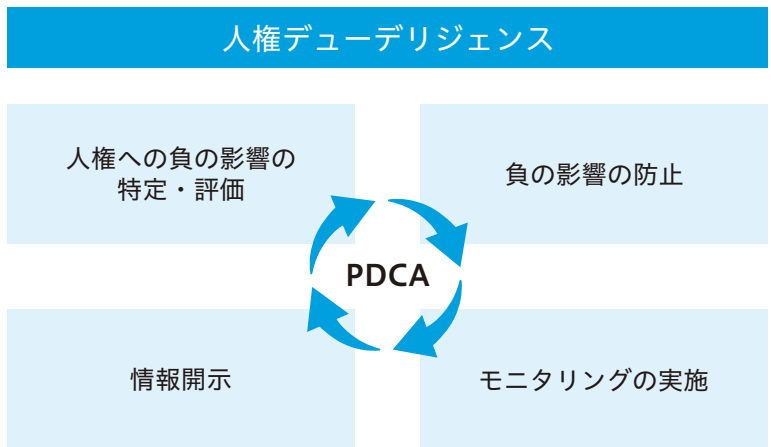 人権デューデリジェンス
人権への負の影響の
特定・評価
負の影響の防止
PDCA
情報開示
モニタリングの実施